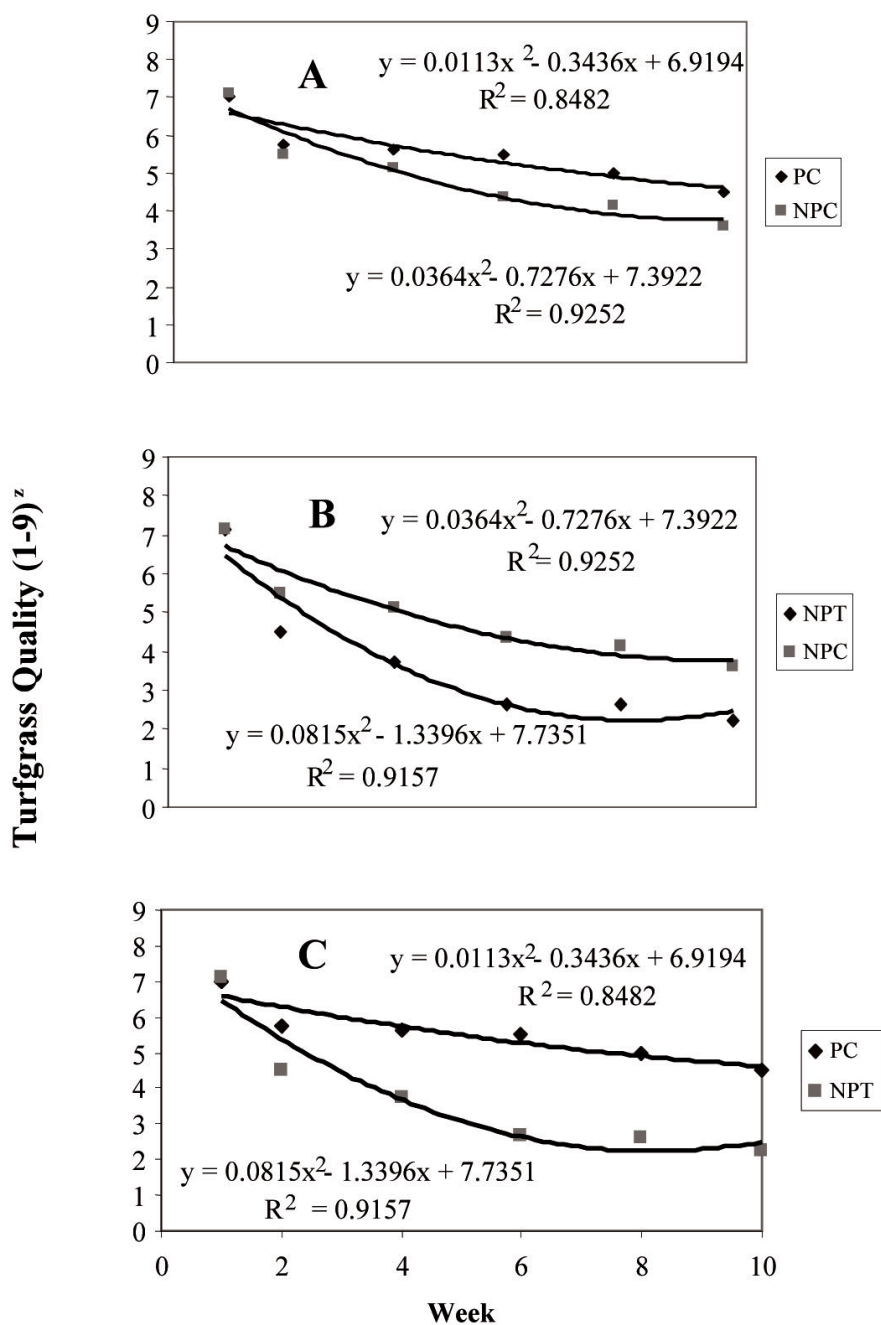 Turfgrass Quality (1-9) z
9
8
7
6
5
4
3
2
1
0
A
y = 0.0113x 2 - 0.3436x + 6.9194
R2 = 0.8482
y = 0.0364x2 - 0.7276x + 7.3922
R2 = 0.9252
PC
NPC
9
8
7
6
5
4
3
2
1
0
B
y = 0.0364x2 - 0.7276x + 7.3922
R2 = 0.9252
y = 0.0815x2 - 1.3396x + 7.7351
R2 = 0.9157
NPT
NPC
9
8
7
6
5
4
3
2
1
0
C
y = 0.0113x2 - 0.3436x + 6.9194
R2 = 0.8482
y = 0.0815x2 - 1.3396x + 7.7351
R2 = 0.9157
PC
NPT
0 2 4 6 8 10
Week